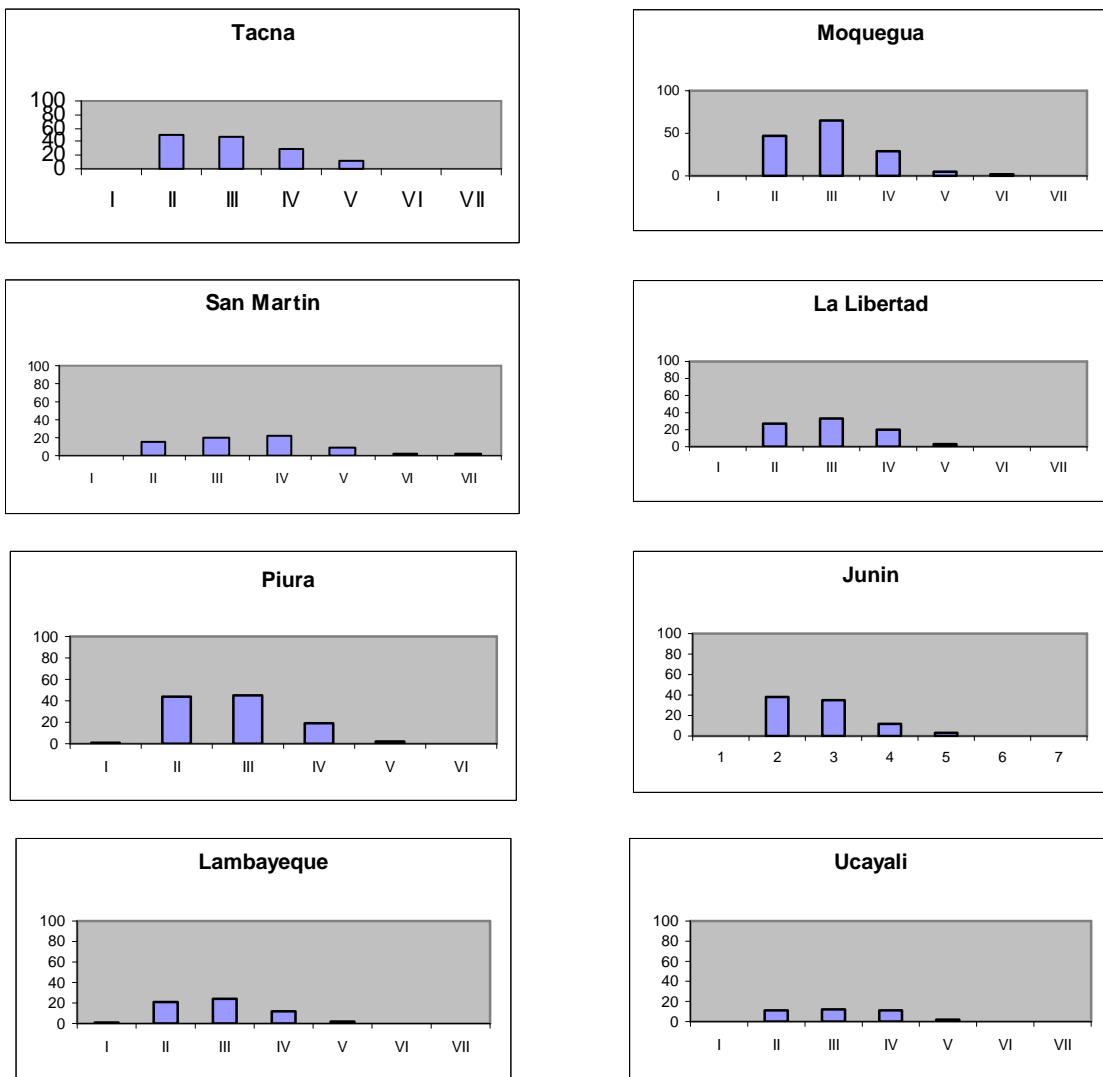 Tacna
100
80
60
40
20
0
I II III IV V VI VII
Moquegua
100
50
0
I II III IV V VI VII
San Martin
100
80
60
40
20
0
I II III IV V VI VII
La Libertad
100
80
60
40
20
0
I II III IV V VI VII
Piura
100
80
60
40
20
0
I II III IV V VI
Junin
100
80
60
40
20
0
1 2 3 4 5 6 7
Lambayeque
100
80
60
40
20
0
I II III IV V VI VII
Ucayali
100
80
60
40
20
0
I II III IV V VI VII